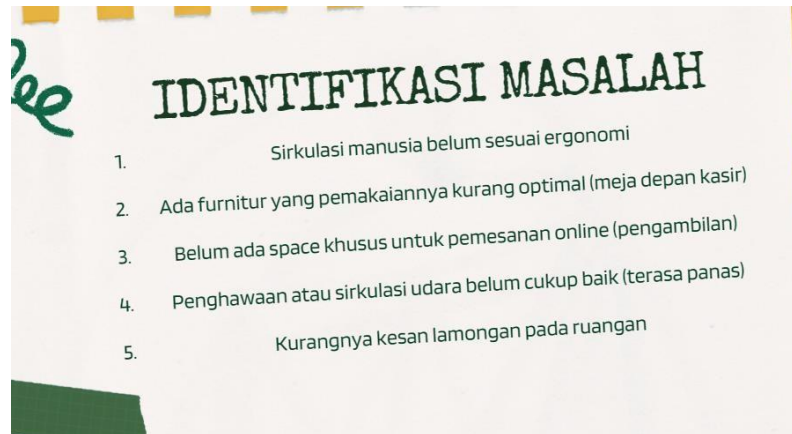 IDENTIFIKASI MASALAH
1. Sirkulasi manusia belum sesuai ergonomi
2. Ada furnitur yang pemakaiannya kurang optimal (meja depan kasir)
3. Belum ada space khusus untuk pemesanan online (pengambilan)
4. Penghawaan atau sirkulasi udara belum cukup baik (terasa panas)
5. Kurangnya kesan lamongan pada ruangan